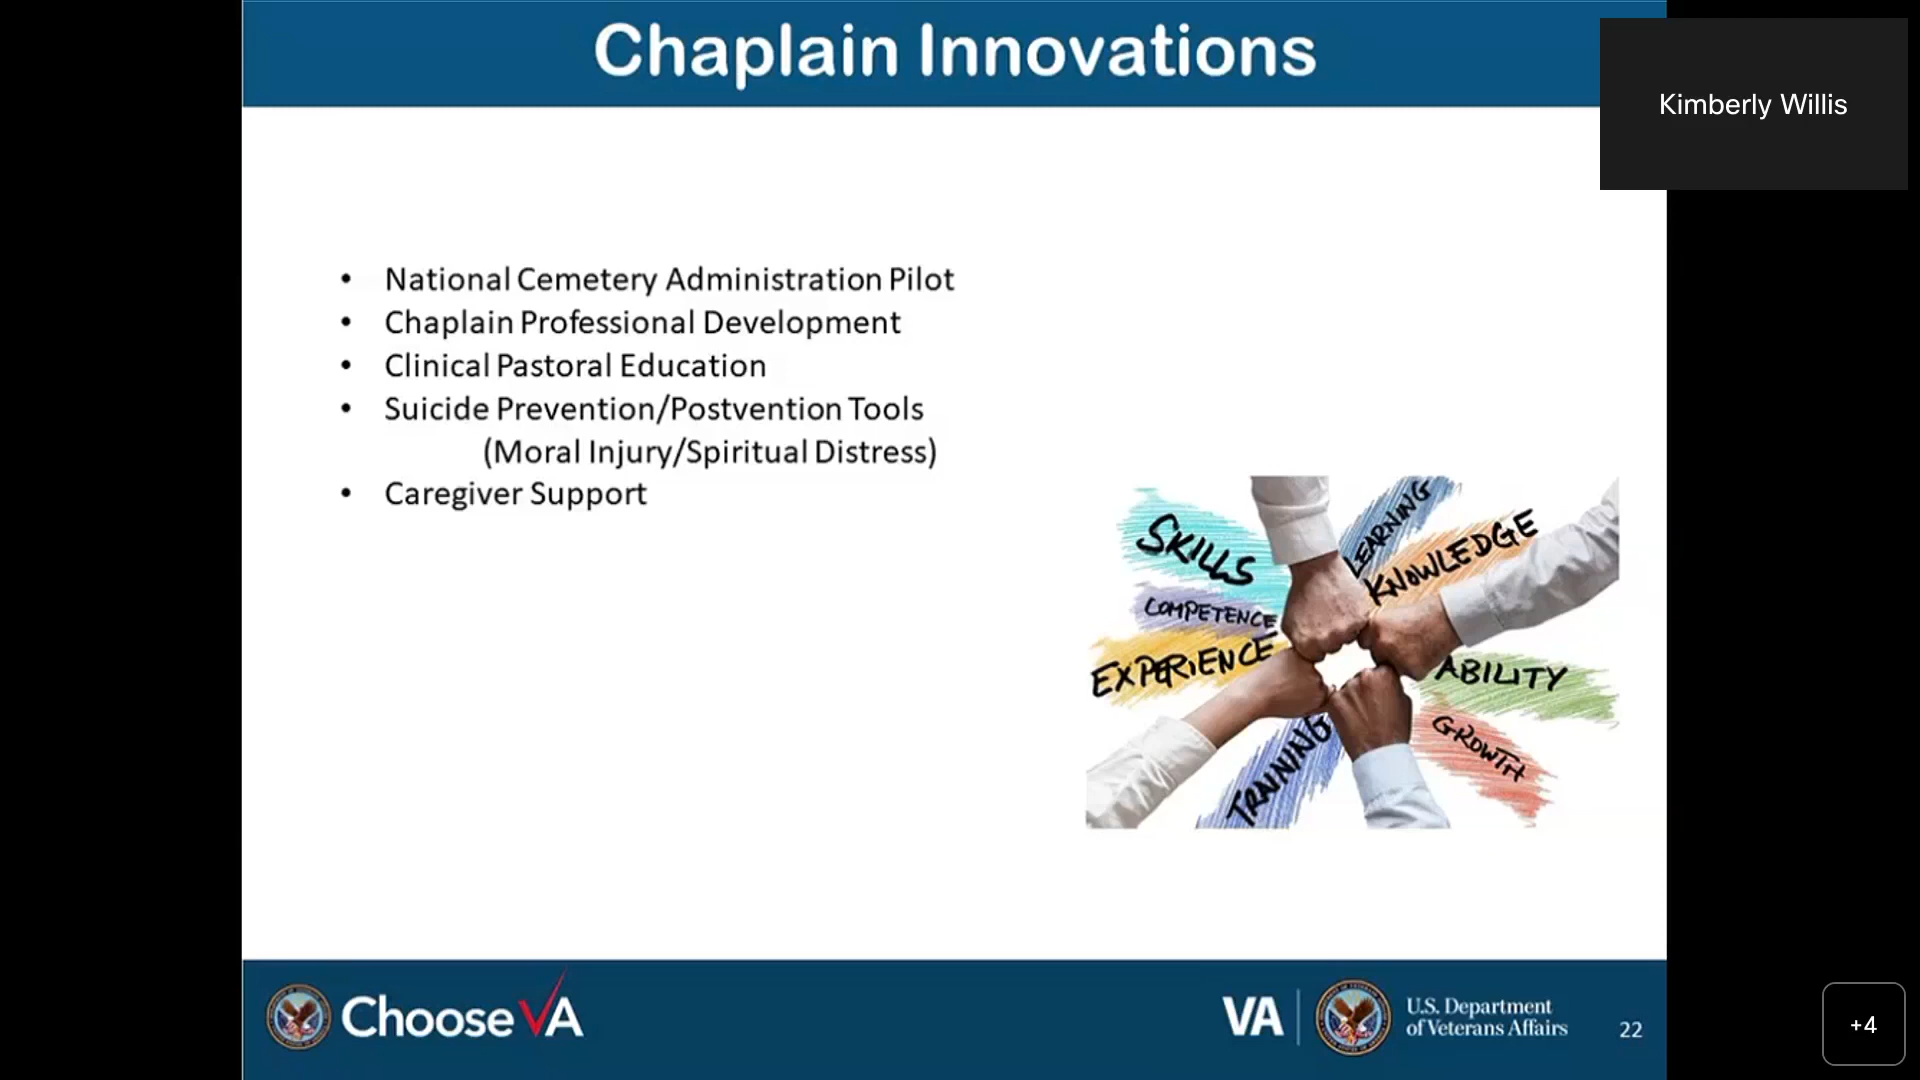 Chaplain Innovations
Kimberly Willis
• National Cemetery Administration Pilot
• Chaplain Professional Development
• Clinical Pastoral Education
• Suicide Prevention/Postvention Tools
(Moral Injury/Spiritual Distress)
• Caregiver Support
SKILLS
LEARNING
KNOWLEDGE
COMPETENCE
EXPERIENCE
ABILITY
GROWTH
TRAINING
Choose VA
VA
U.S. Department
of Veterans Affairs
22
+4